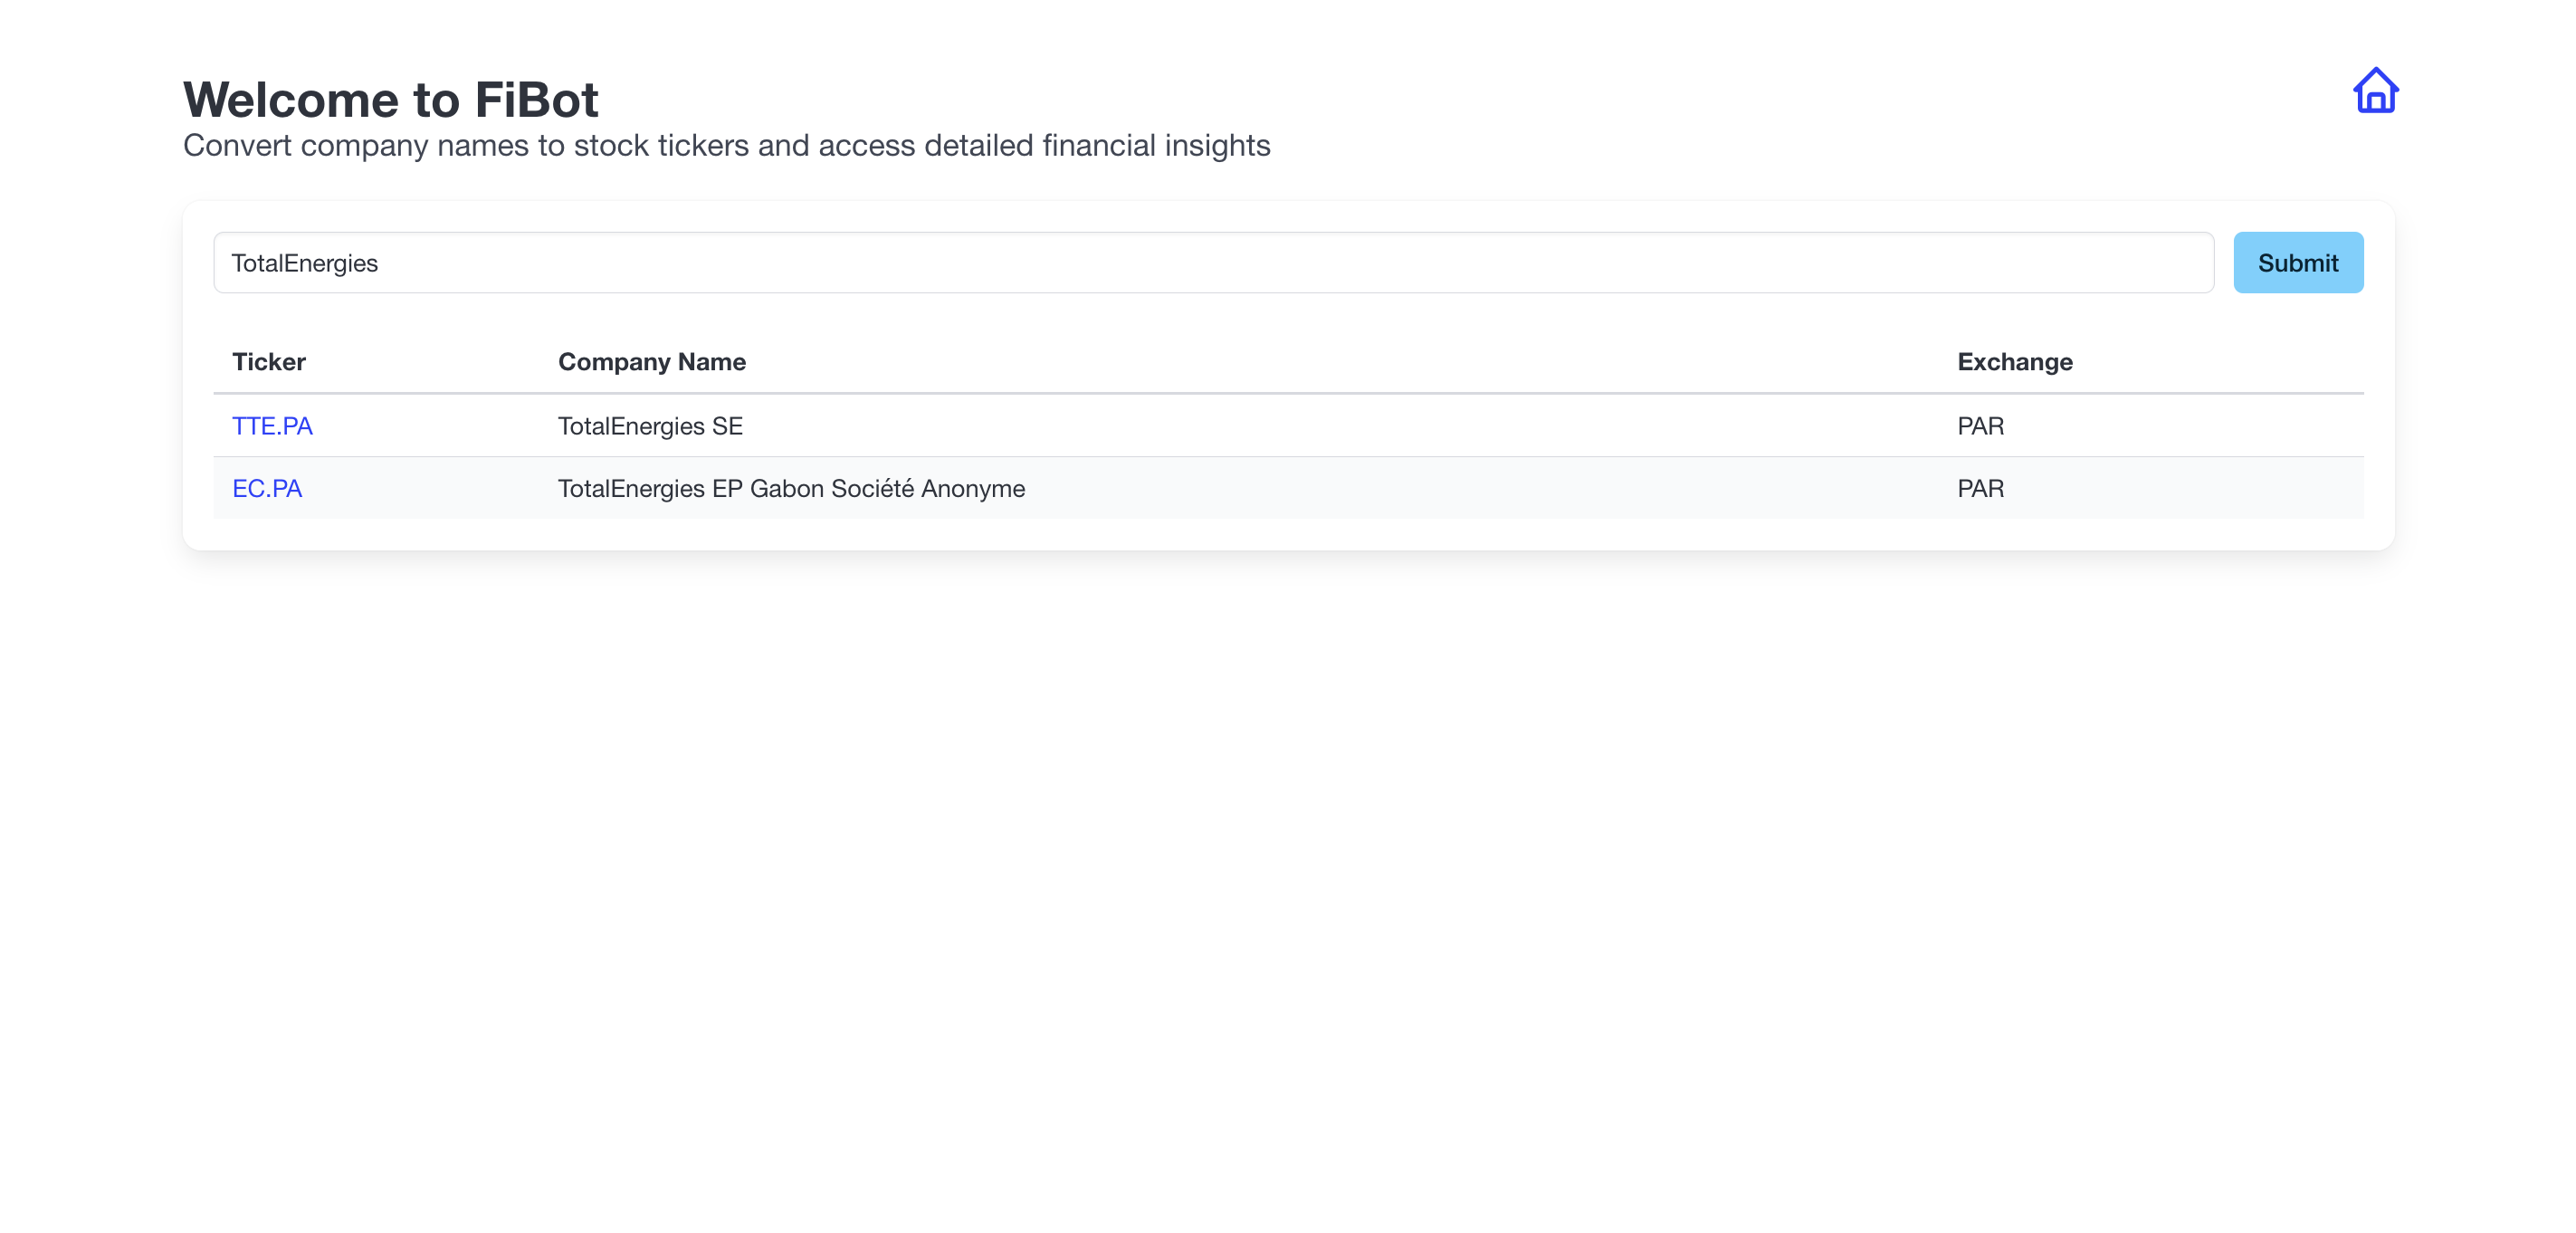 Welcome to FiBot
Convert company names to stock tickers and access detailed financial insights
TotalEnergies
Submit
Ticker Company Name Exchange
TTE.PA TotalEnergies SE PAR
EC.PA TotalEnergies EP Gabon Société Anonyme PAR